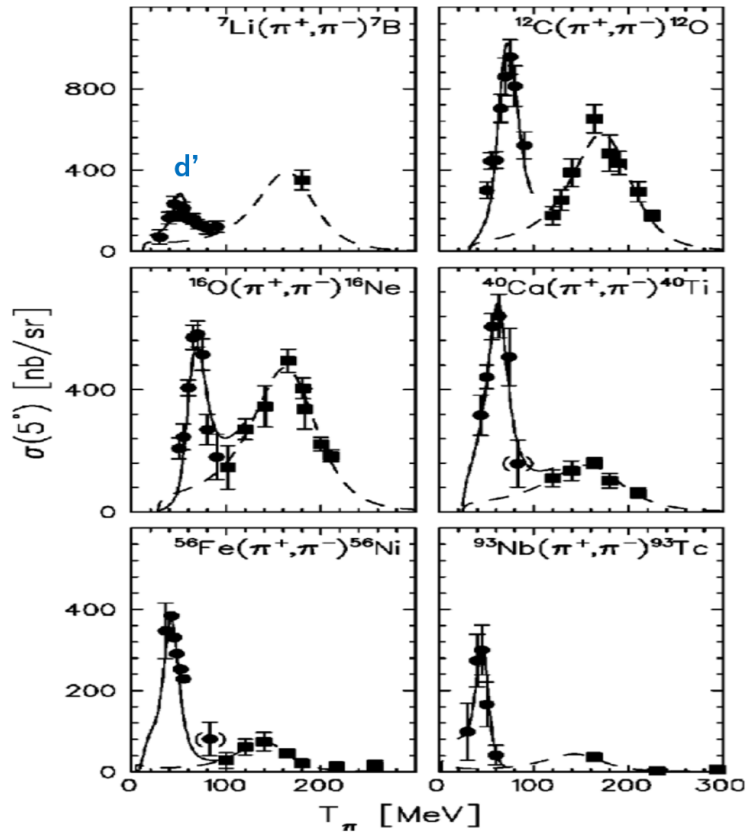 ⁷Li(π⁺,π⁻)⁷B
¹²C(π⁺,π⁻)¹²O
800
400
0
d’
¹⁶O(π⁺,π⁻)¹⁶Ne
⁴⁰Ca(π⁺,π⁻)⁴⁰Ti
400
0
σ(5°) [nb/sr]
⁵⁶Fe(π⁺,π⁻)⁵⁶Ni
⁹³Nb(π⁺,π⁻)⁹³Tc
400
200
0
0 100 200 0 100 200 300
T_π [MeV]